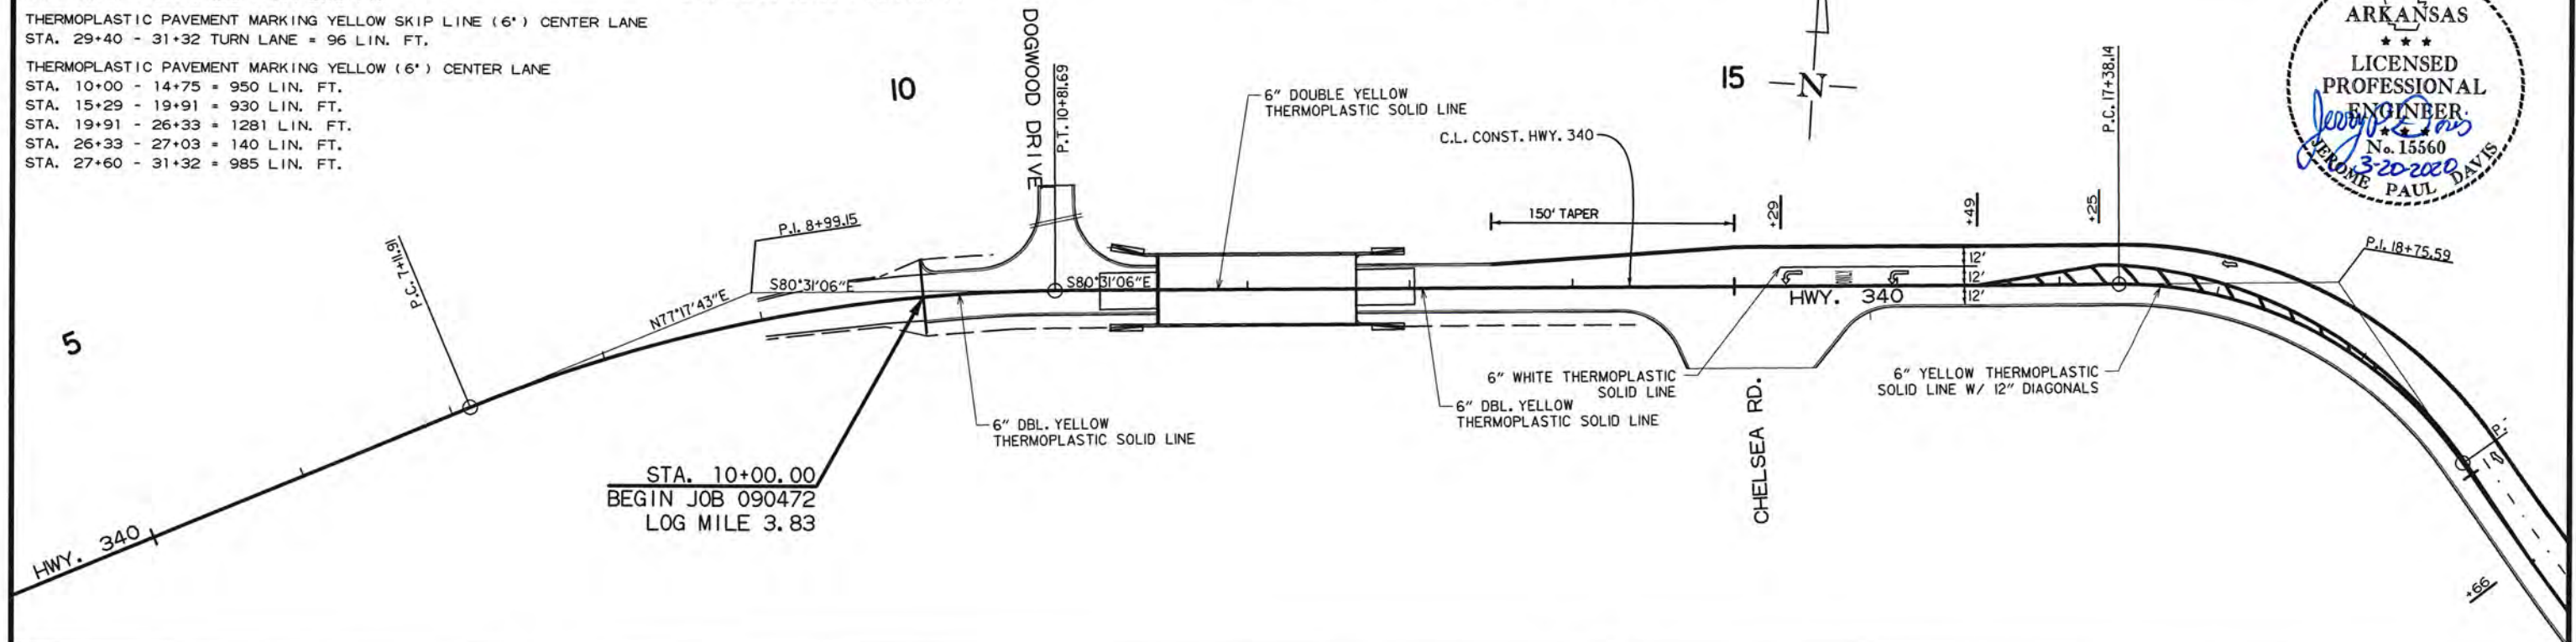 THERMOPLASTIC PAVEMENT MARKING YELLOW SKIP LINE (6") CENTER LANE
STA. 29+40 - 31+32 TURN LANE = 96 LIN. FT.
THERMOPLASTIC PAVEMENT MARKING YELLOW (6") CENTER LANE
STA. 10+00 - 14+75 = 950 LIN. FT.
STA. 15+29 - 19+91 = 930 LIN. FT.
STA. 19+91 - 26+33 = 1281 LIN. FT.
STA. 26+33 - 27+03 = 140 LIN. FT.
STA. 27+60 - 31+32 = 985 LIN. FT.
5
HWY. 340
P.C. 7+11.91
N77°17'43"E
P.I. 8+99.15
S80°31'06"E
10
DOGWOOD DRIVE
P.T. 10+81.69
S80°31'06"E
6" DOUBLE YELLOW
THERMOPLASTIC SOLID LINE
C.L. CONST. HWY. 340
150' TAPER
15
N
+29
+49
+25
P.C. 17+38.14
P.I. 18+75.59
12'
12'
12'
HWY. 340
6" DBL. YELLOW
THERMOPLASTIC SOLID LINE
STA. 10+00.00
BEGIN JOB 090472
LOG MILE 3.83
6" DBL. YELLOW
THERMOPLASTIC SOLID LINE
6" WHITE THERMOPLASTIC
SOLID LINE
CHELSEA RD.
6" YELLOW THERMOPLASTIC
SOLID LINE W/ 12" DIAGONALS
+66
ARKANSAS
LICENSED
PROFESSIONAL
ENGINEER
No. 15560
3-20-2020
JEROME PAUL DAVIS